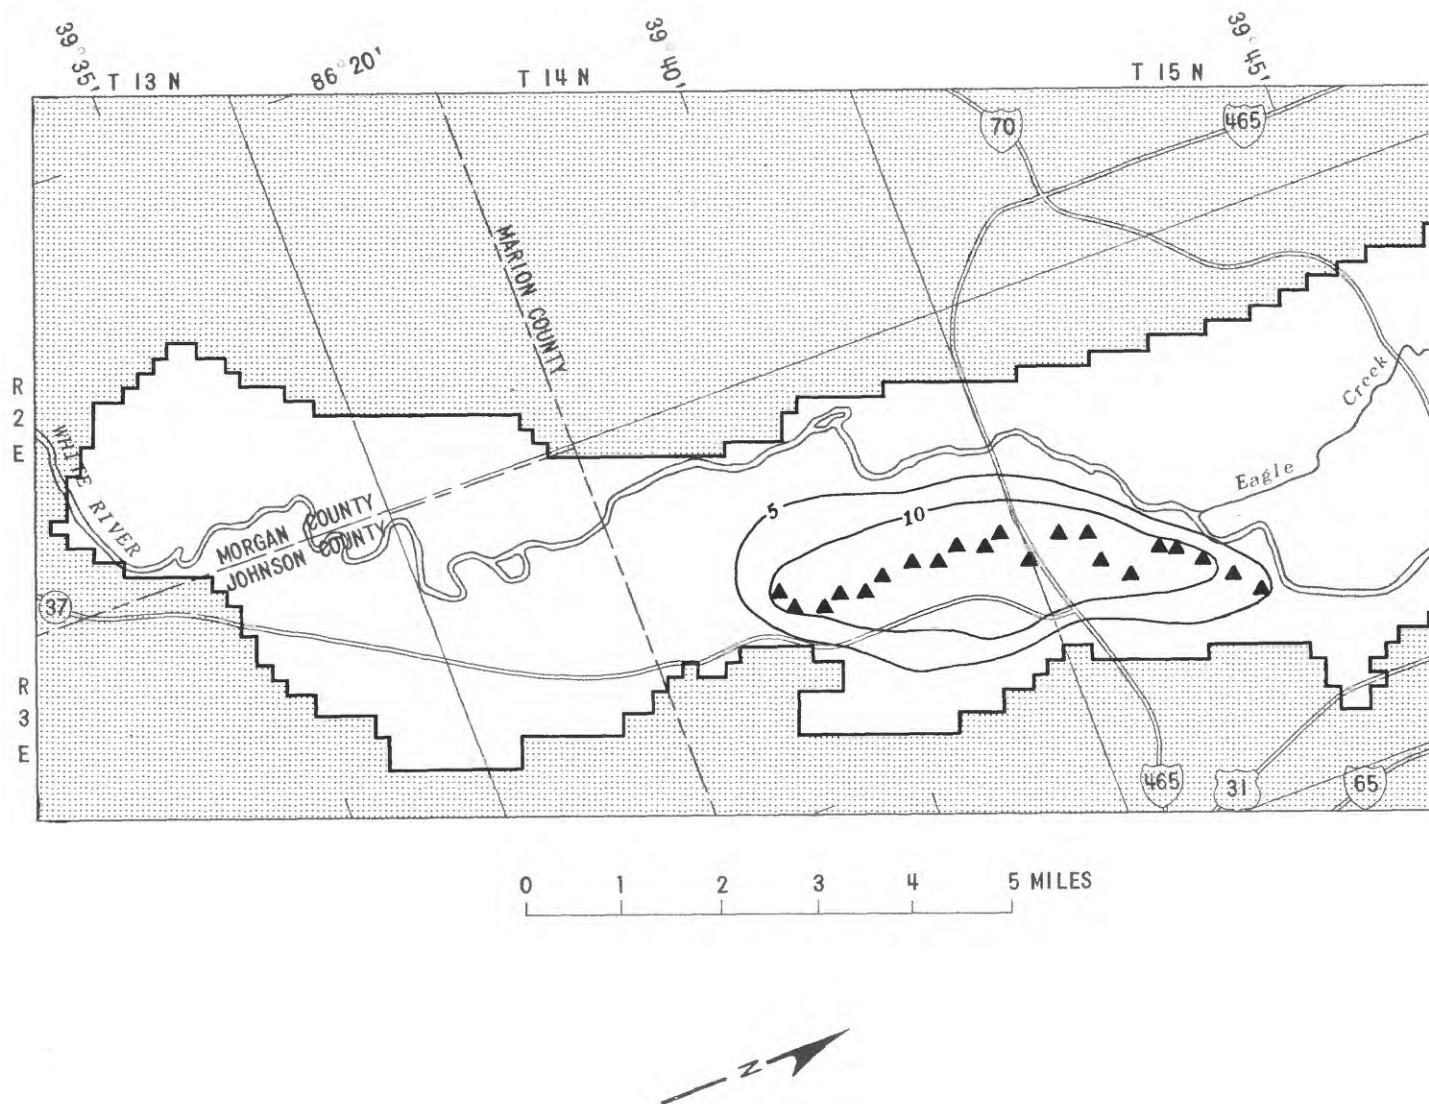 39°35'
T 13 N
86°20'
T 14 N
39°40'
T 15 N
39°45'
70
465
MARION COUNTY
R
2
E
WHITE RIVER
Creek
Eagle
5
10
MORGAN COUNTY
JOHNSON COUNTY
37
R
3
E
465
31
65
0 1 2 3 4 5 MILES
N